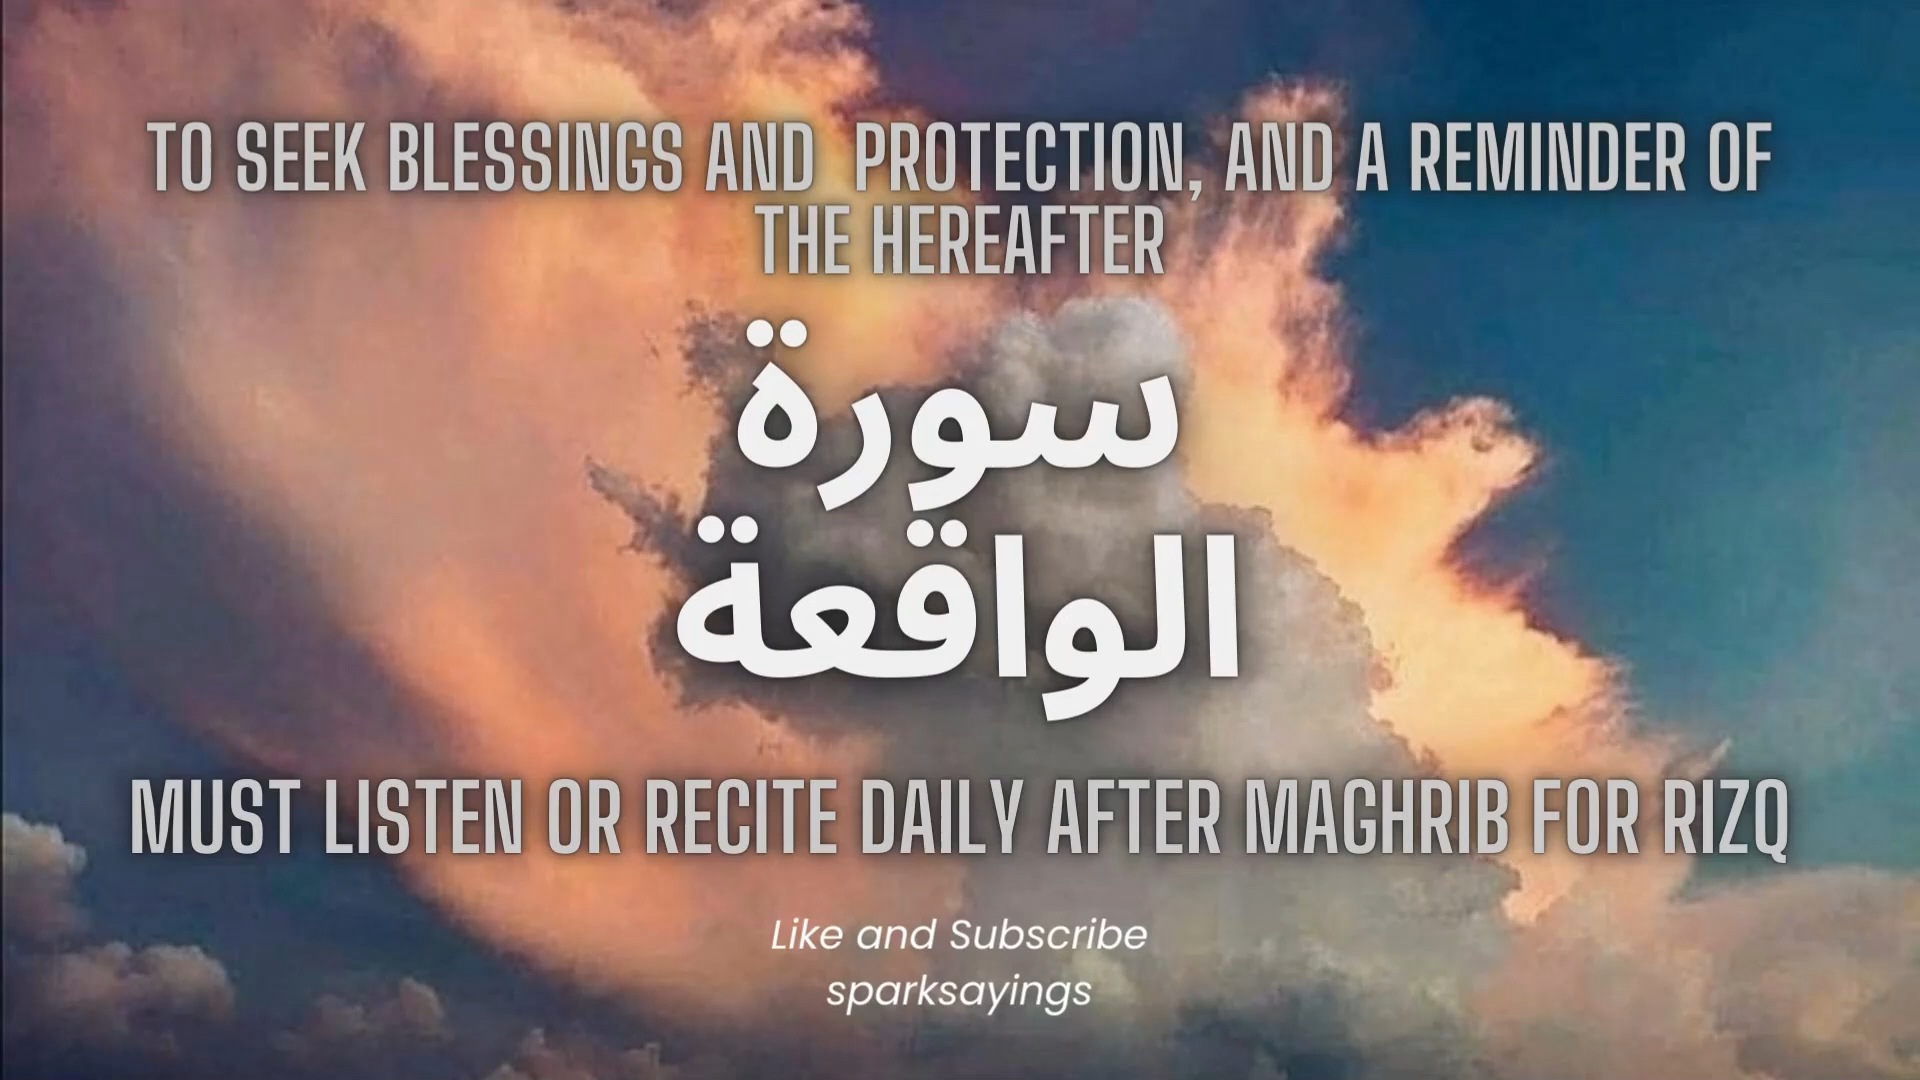 TO SEEK BLESSINGS AND PROTECTION, AND A REMINDER OF
THE HEREAFTER
سورة
الواقعة
MUST LISTEN OR RECITE DAILY AFTER MAGHRIB FOR RIZQ
Like and Subscribe
sparksayings